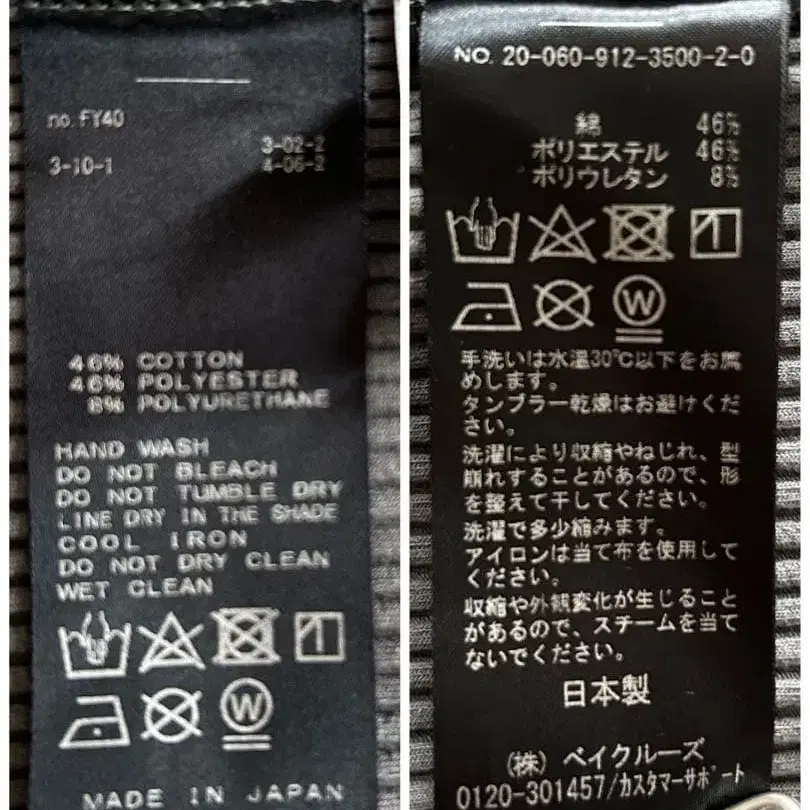 no. FY40
3-02-2
3-10-1
4-06-2
46% COTTON
46% POLYESTER
8% POLYURETHANE
HAND WASH
DO NOT BLEACH
DO NOT TUMBLE DRY
LINE DRY IN THE SHADE
COOL IRON
DO NOT DRY CLEAN
WET CLEAN
W
MADE IN JAPAN
NO. 20-060-912-3500-2-0
綿 46%
ポリエステル 46%
ポリウレタン 8%
W
手洗いは水温30℃以下をお薦
めします。
タンブラー乾燥はお避けくだ
さい。
洗濯により収縮やねじれ、型
崩れすることがあるので、形
を整えて干してください。
洗濯で多少縮みます。
アイロンは当て布を使用して
ください。
収縮や外観変化が生じること
があるので、スチームを当て
ないでください。
日本製
(株) ベイクルーズ
0120-301457/カスタマーサポート